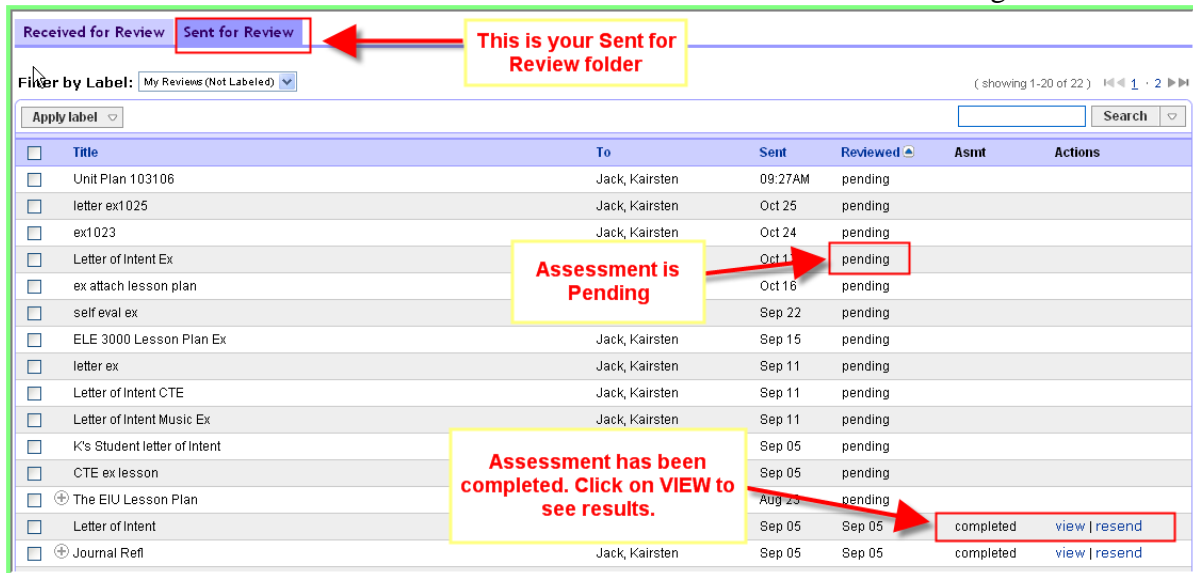 Received for Review Sent for Review
This is your Sent for
Review folder
Filter by Label: My Reviews (Not Labeled) ( showing 1-20 of 22 ) 1 · 2
Apply label Search
Title To Sent Reviewed Asmt Actions
Unit Plan 103106 Jack, Kairsten 09:27AM pending
letter ex1025 Jack, Kairsten Oct 25 pending
ex1023 Jack, Kairsten Oct 24 pending
Letter of Intent Ex Oct pending
Assessment is
Pending
ex attach lesson plan Oct 16 pending
self eval ex Sep 22 pending
ELE 3000 Lesson Plan Ex Jack, Kairsten Sep 15 pending
letter ex Jack, Kairsten Sep 11 pending
Letter of Intent CTE Jack, Kairsten Sep 11 pending
Letter of Intent Music Ex Jack, Kairsten Sep 11 pending
K's Student letter of Intent Sep 05 pending
CTE ex lesson Sep 05 pending
Assessment has been
completed. Click on VIEW to
see results.
The EIU Lesson Plan Aug pending
Letter of Intent Sep 05 Sep 05 completed view | resend
Journal Refl Jack, Kairsten Sep 05 Sep 05 completed view | resend